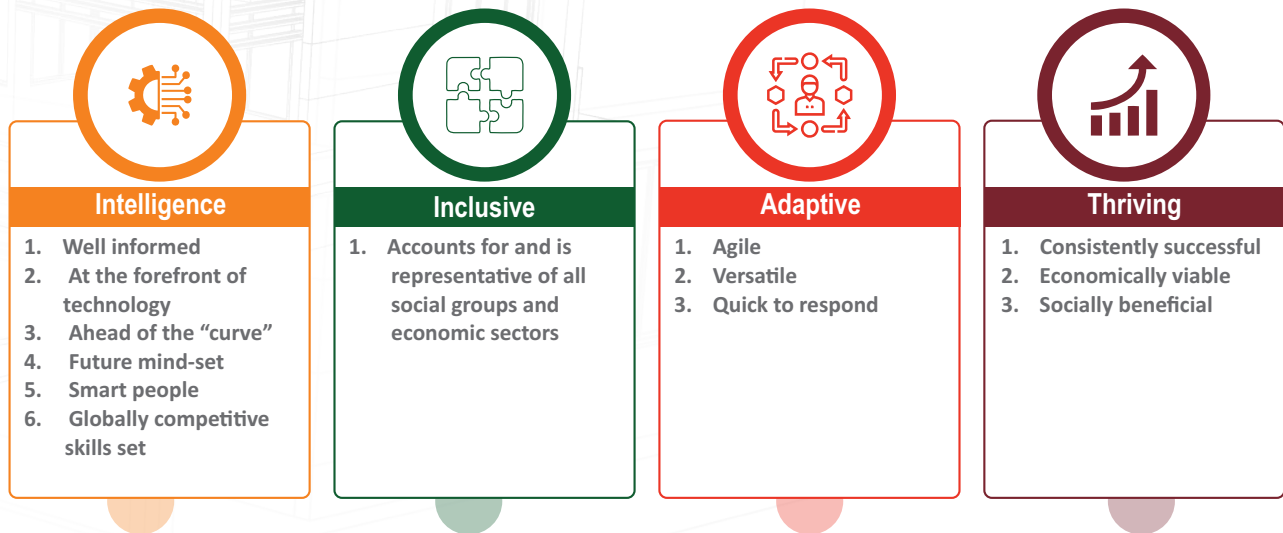 Intelligence
1. Well informed
2. At the forefront of
technology
3. Ahead of the “curve”
4. Future mind-set
5. Smart people
6. Globally competitive
skills set
Inclusive
1. Accounts for and is
representative of all
social groups and
economic sectors
Adaptive
1. Agile
2. Versatile
3. Quick to respond
Thriving
1. Consistently successful
2. Economically viable
3. Socially beneficial